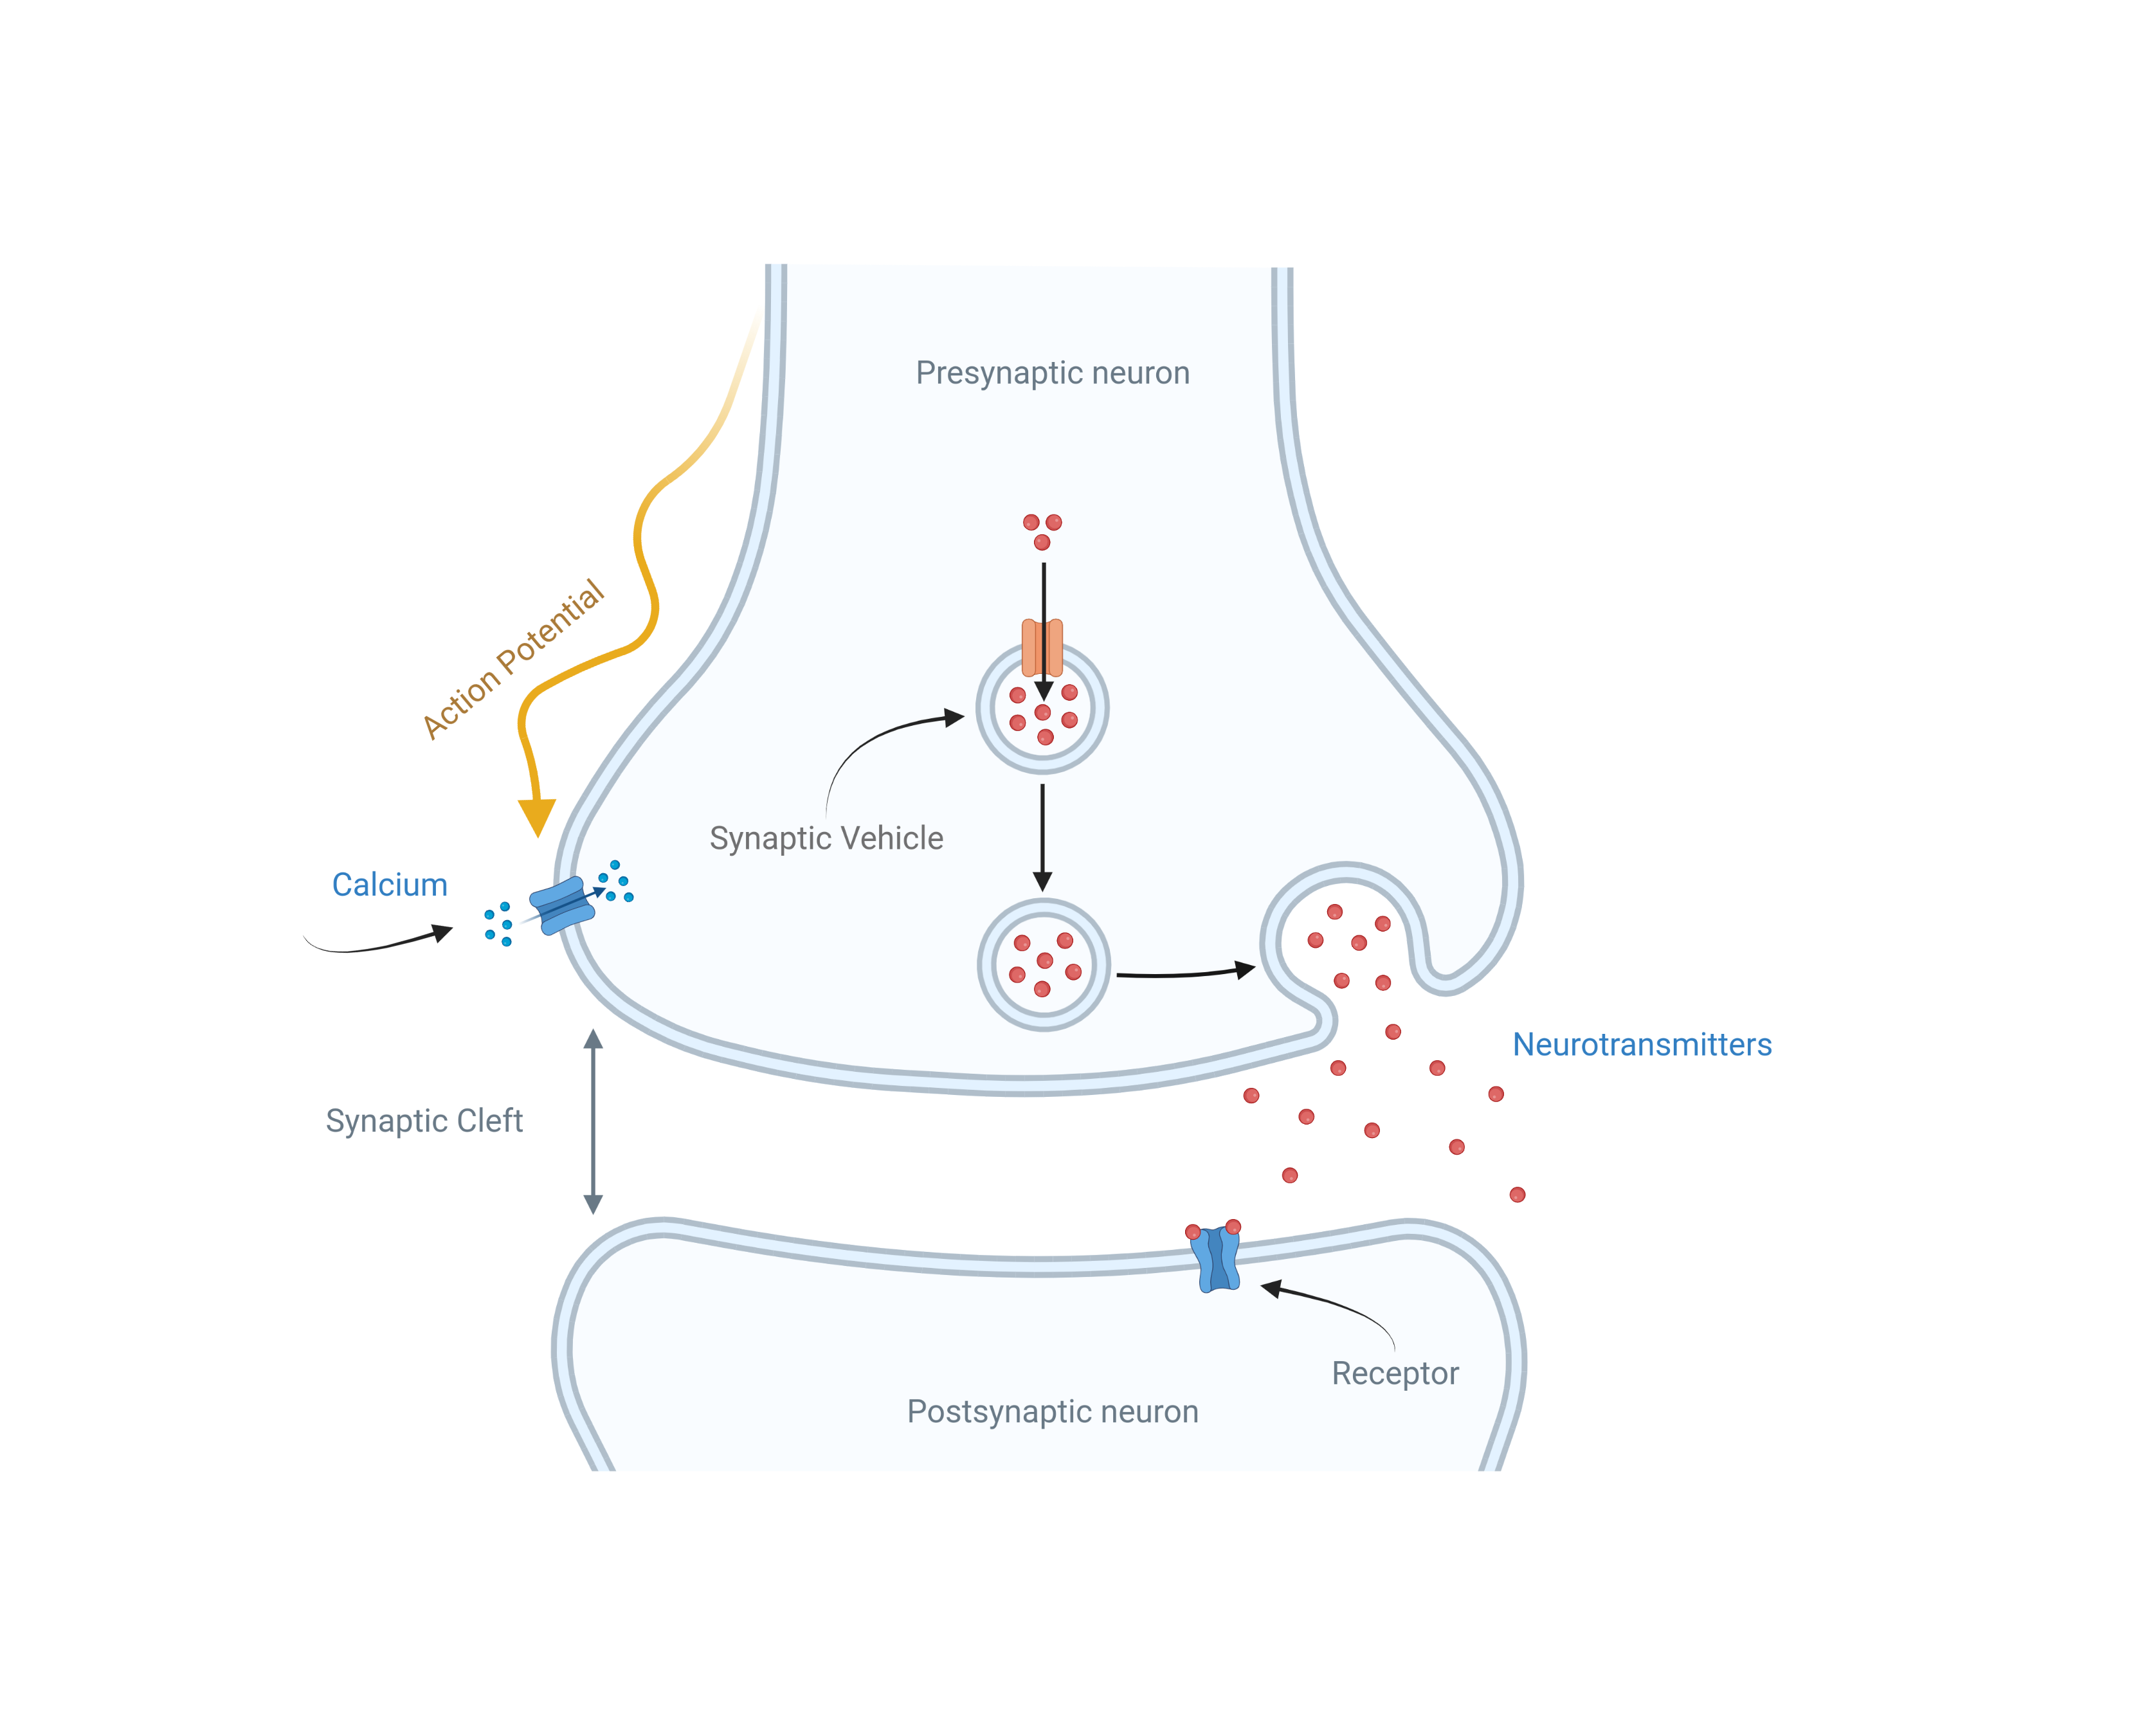 Presynaptic neuron
Action Potential
Synaptic Vehicle
Calcium
Neurotransmitters
Synaptic Cleft
Receptor
Postsynaptic neuron